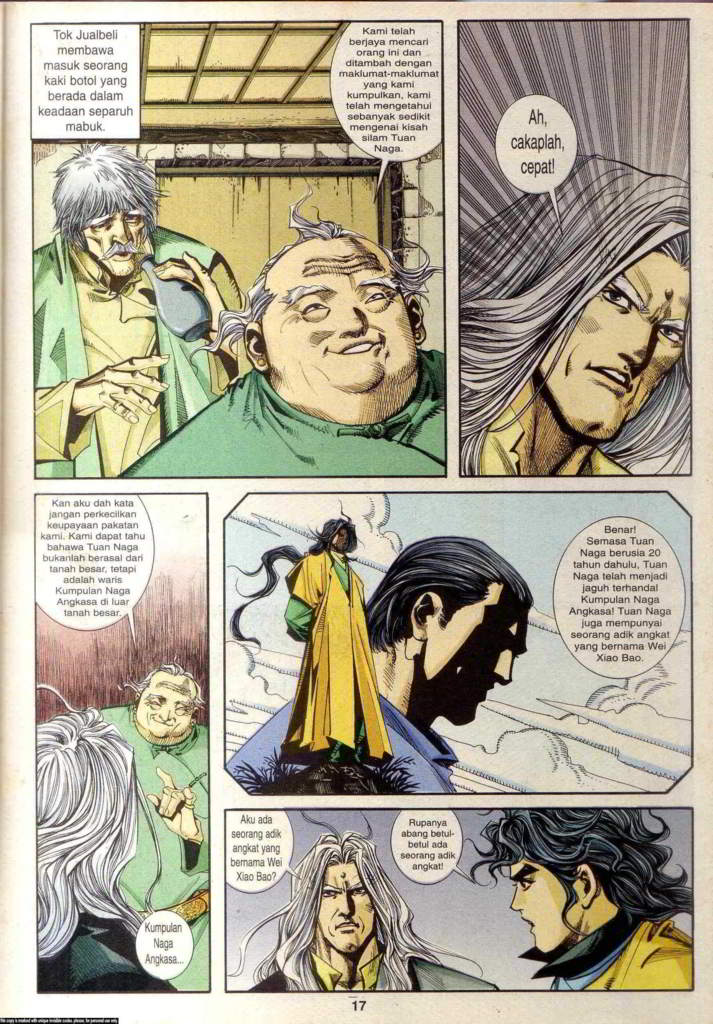 Tok Jualbeli
membawa
masuk seorang
kaki botol yang
berada dalam
keadaan separuh
mabuk.
Kami telah
berjaya mencari
orang ini dan
ditambah dengan
maklumat-maklumat
yang kami
kumpulkan, kami
telah mengetahui
sebanyak sedikit
mengenai kisah
silam Tuan
Naga.
Ah,
cakaplah,
cepat!
Kan aku dah kata
jangan perkecilkan
keupayaan pakatan
kami. Kami dapat tahu
bahawa Tuan Naga
bukanlah berasal dari
tanah besar, tetapi
adalah waris
Kumpulan Naga
Angkasa di luar
tanah besar.
Kumpulan
Naga
Angkasa...
Benar!
Semasa Tuan
Naga berusia 20
tahun dahulu, Tuan
Naga telah menjadi
jaguh terhandal
Kumpulan Naga
Angkasa! Tuan Naga
juga mempunyai
seorang adik angkat
yang bernama Wei
Xiao Bao.
Aku ada
seorang adik
angkat yang
bernama Wei
Xiao Bao?
Rupanya
abang betul-
betul ada
seorang adik
angkat!
17